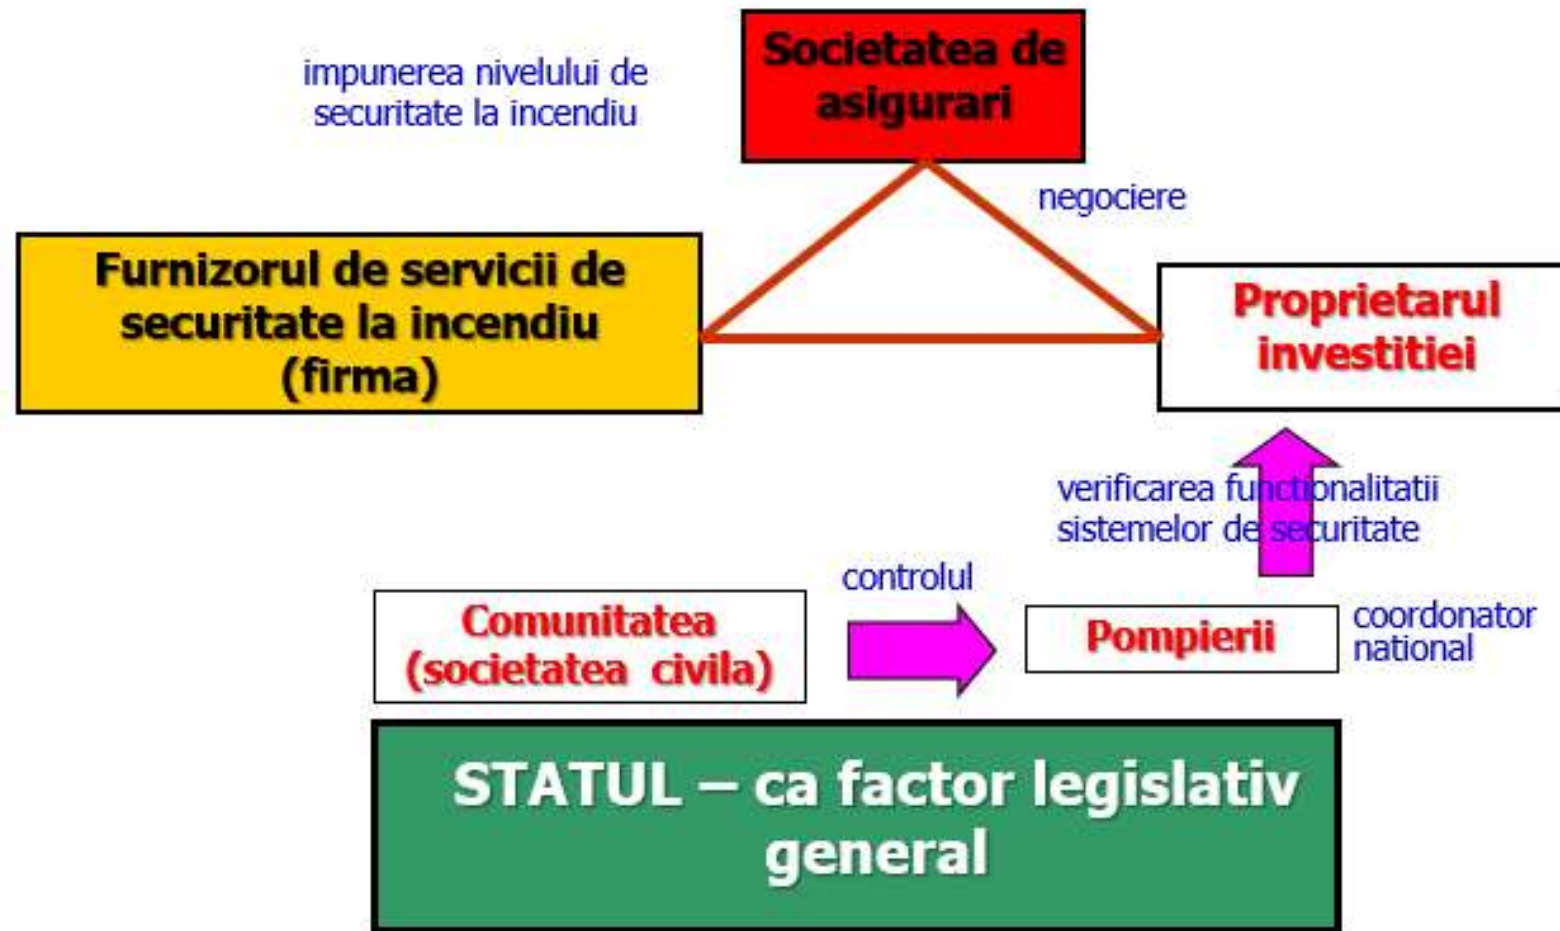 impunerea nivelului de
securitate la incendiu
Societatea de
asigurari
negociere
Furnizorul de servicii de
securitate la incendiu
(firma)
Proprietarul
investitiei
verificarea functionalitatii
sistemelor de securitate
controlul
Comunitatea
(societatea civila)
Pompierii
coordonator
national
STATUL – ca factor legislativ
general